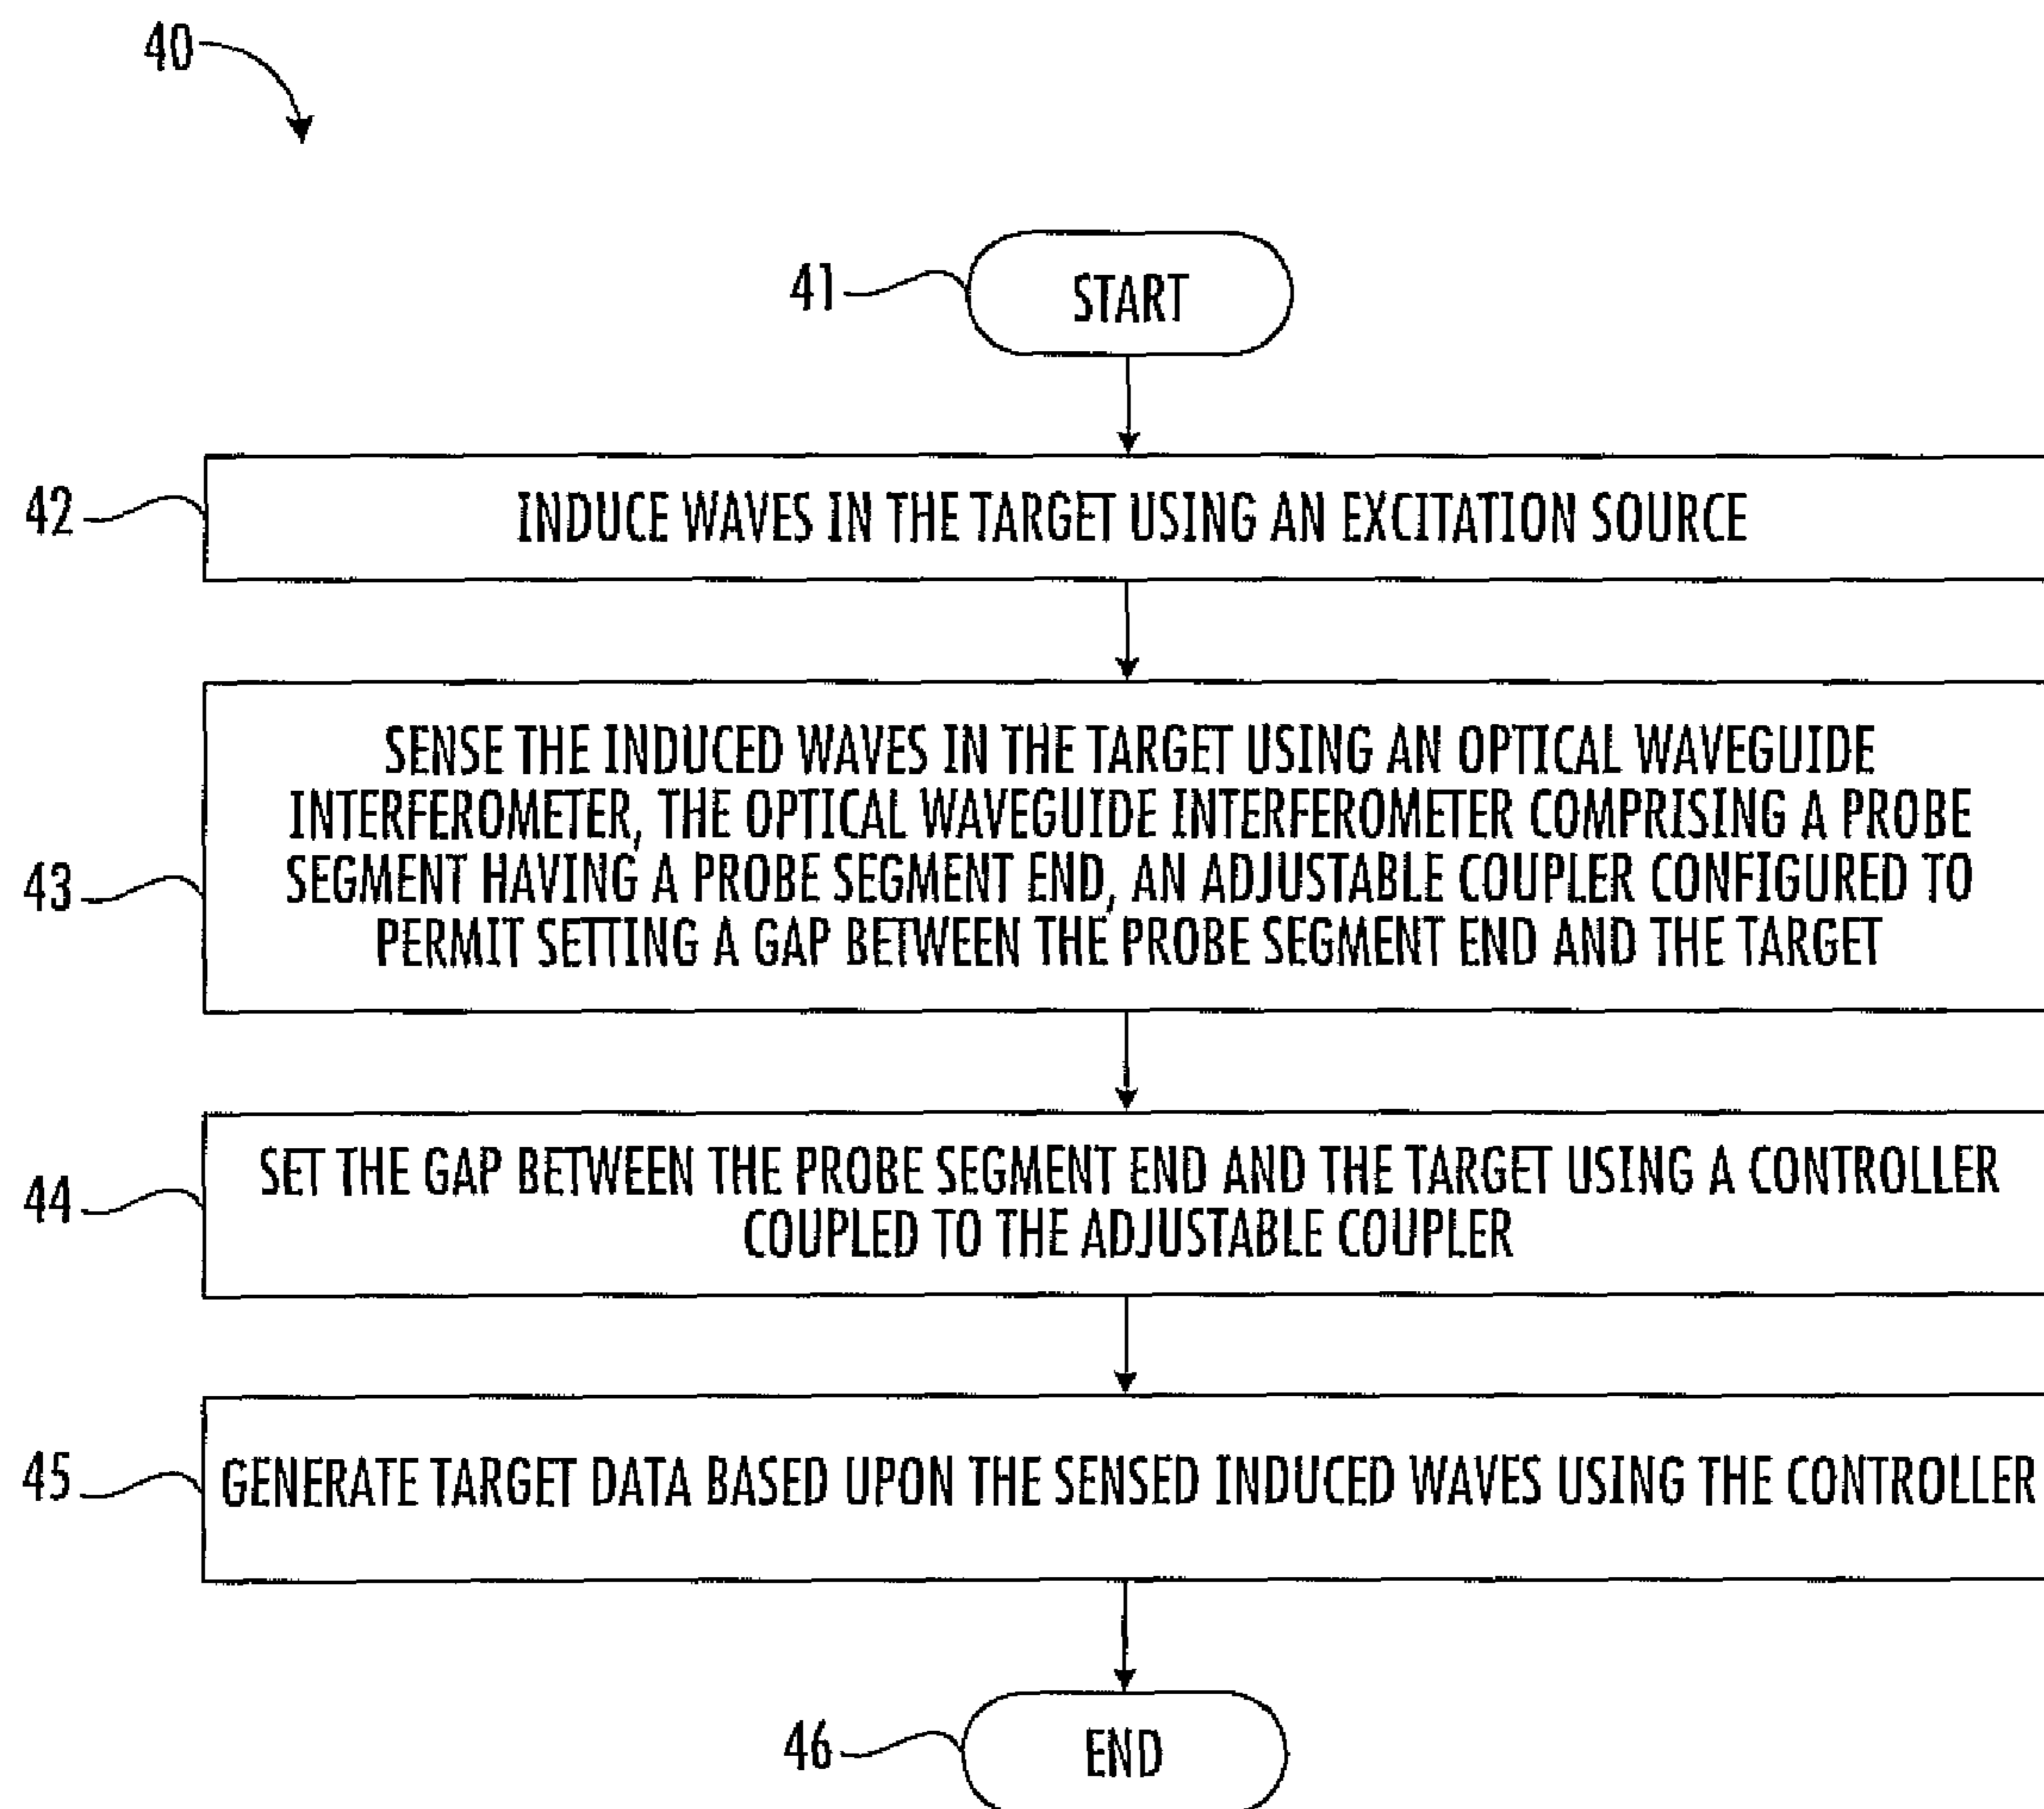 40
41
START
42
INDUCE WAVES IN THE TARGET USING AN EXCITATION SOURCE
43
SENSE THE INDUCED WAVES IN THE TARGET USING AN OPTICAL WAVEGUIDE
INTERFEROMETER, THE OPTICAL WAVEGUIDE INTERFEROMETER COMPRISING A PROBE
SEGMENT HAVING A PROBE SEGMENT END, AN ADJUSTABLE COUPLER CONFIGURED TO
PERMIT SETTING A GAP BETWEEN THE PROBE SEGMENT END AND THE TARGET
44
SET THE GAP BETWEEN THE PROBE SEGMENT END AND THE TARGET USING A CONTROLLER
COUPLED TO THE ADJUSTABLE COUPLER
45
GENERATE TARGET DATA BASED UPON THE SENSED INDUCED WAVES USING THE CONTROLLER
46
END